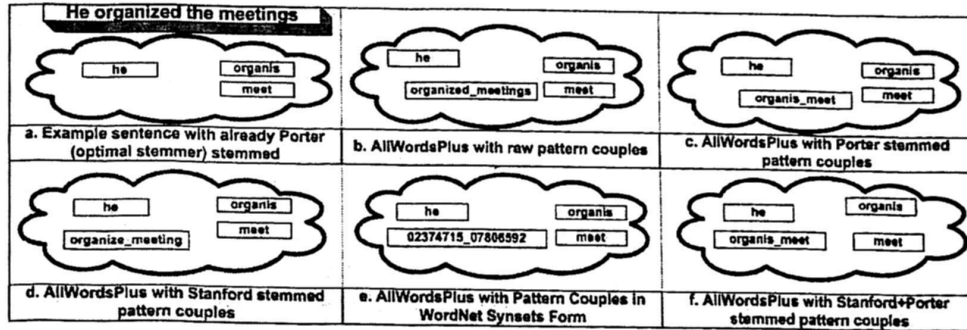 He organized the meetings
he
organis
meet
a. Example sentence with already Porter
(optimal stemmer) stemmed
he
organis
organized_meetings
meet
b. AllWordsPlus with raw pattern couples
he
organis
organis_meet
meet
c. AllWordsPlus with Porter stemmed
pattern couples
he
organis
organize_meeting
meet
d. AllWordsPlus with Stanford stemmed
pattern couples
he
organis
02374715_07806592
meet
e. AllWordsPlus with Pattern Couples in
WordNet Synsets Form
he
organis
organis_meet
meet
f. AllWordsPlus with Stanford+Porter
stemmed pattern couples